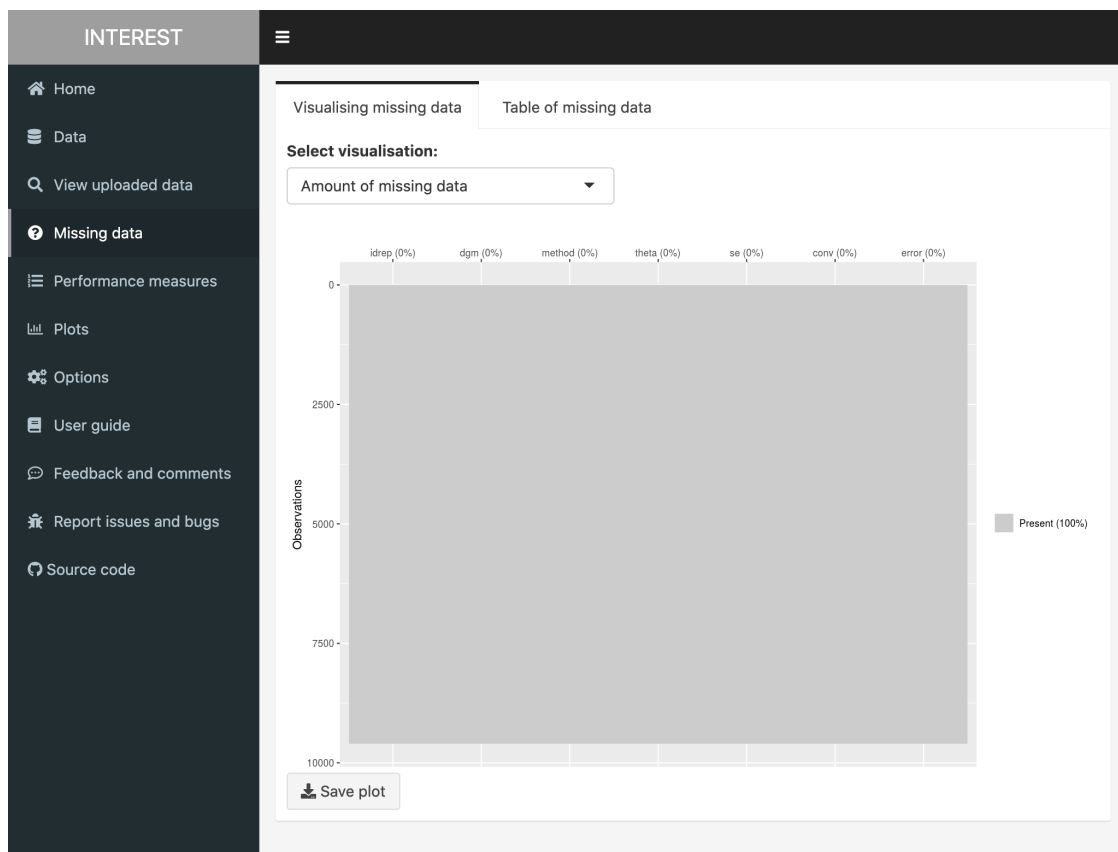 INTEREST
Home
Data
View uploaded data
Missing data
Performance measures
Plots
Options
User guide
Feedback and comments
Report issues and bugs
Source code
Visualising missing data
Table of missing data
Select visualisation:
Amount of missing data
idrep (0%) dgm (0%) method (0%) theta (0%) se (0%) conv (0%) error (0%)
0
2500
5000
7500
10000
Observations
Present (100%)
Save plot